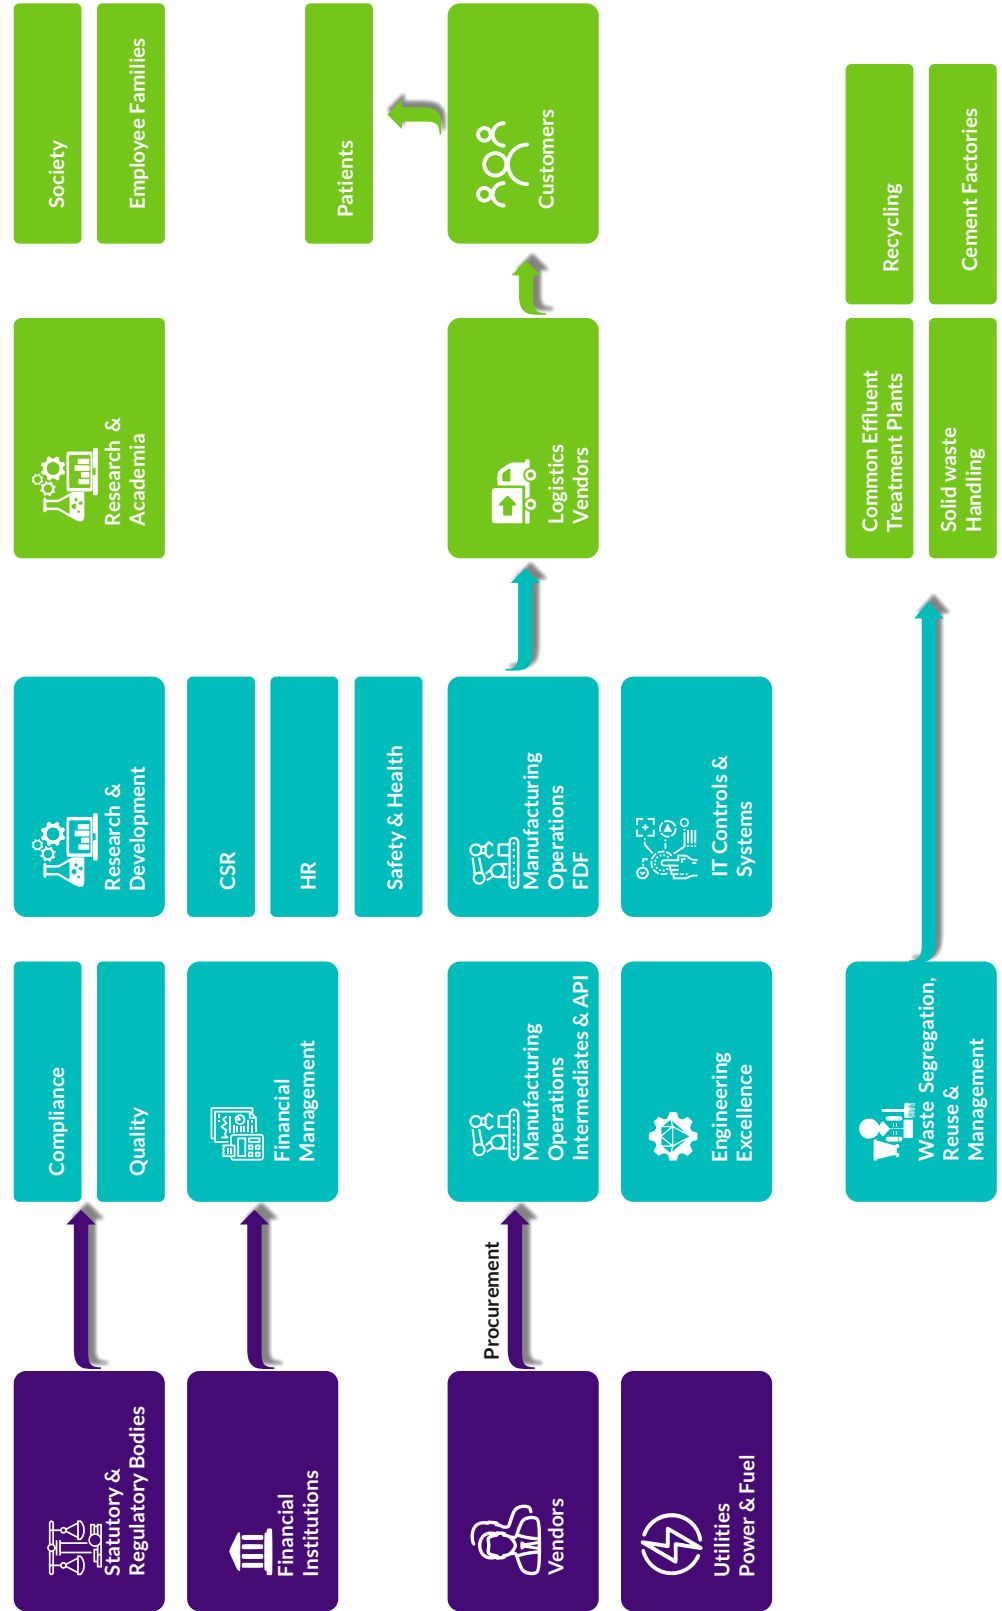 Statutory &
Regulatory Bodies
Compliance
Quality
Research &
Development
Research &
Academia
Society
Employee Families
Financial
Institutions
Financial
Management
CSR
HR
Safety & Health
Patients
Vendors
Procurement
Manufacturing
Operations
Intermediates & API
Manufacturing
Operations
FDF
Logistics
Vendors
Customers
Utilities
Power & Fuel
Engineering
Excellence
IT Controls &
Systems
Waste Segregation,
Reuse &
Management
Common Effluent
Treatment Plants
Recycling
Solid waste
Handling
Cement Factories